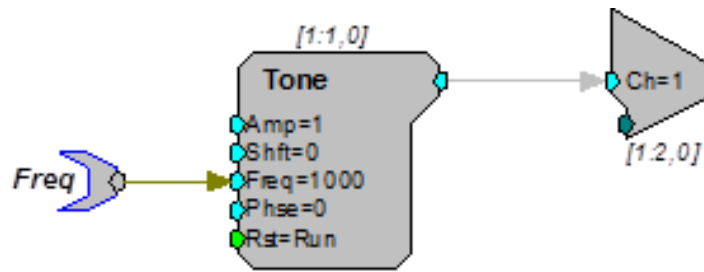 [1:1,0]
Tone
Ch=1
Amp=1
Shft=0
[1:2,0]
Freq
Freq=1000
Phse=0
Rst=Run